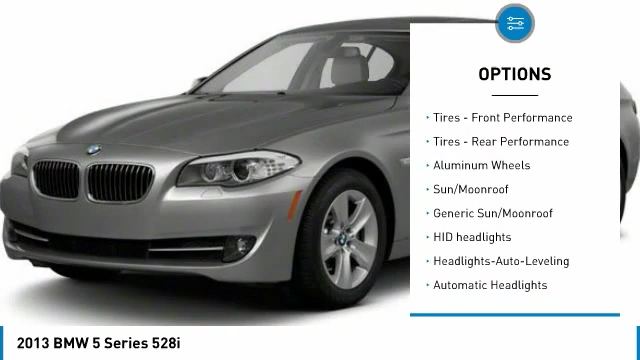 OPTIONS
• Tires - Front Performance
• Tires - Rear Performance
• Aluminum Wheels
• Sun/Moonroof
• Generic Sun/Moonroof
• HID headlights
• Headlights-Auto-Leveling
• Automatic Headlights
2013 BMW 5 Series 528i